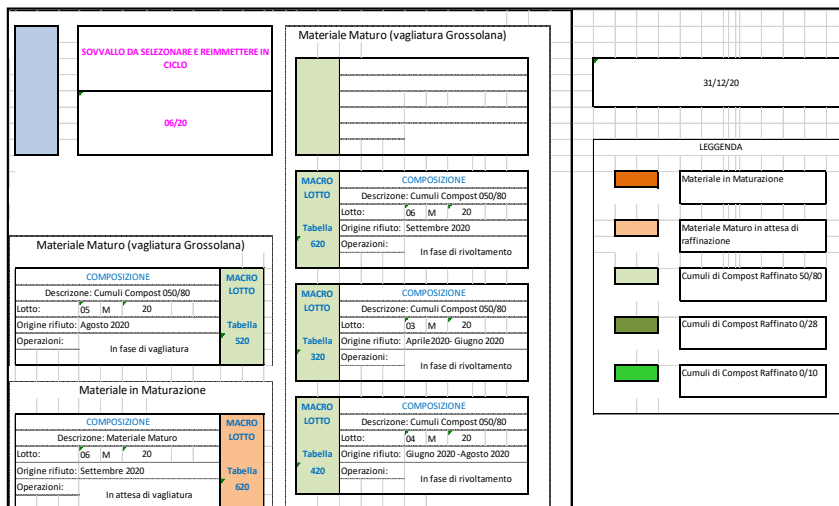 SOVVALLO DA SELEZONARE E REIMMETTERE IN
CICLO
06/20
Materiale Maturo (vagliatura Grossolana)
COMPOSIZIONE
MACRO
LOTTO
Descrizone: Cumuli Compost 050/80
Lotto: 05 M 20
Origine rifiuto: Agosto 2020
Tabella
520
Operazioni:
In fase di vagliatura
Materiale in Maturazione
COMPOSIZIONE
MACRO
LOTTO
Descrizone: Materiale Maturo
Lotto: 06 M 20
Origine rifiuto: Settembre 2020
Tabella
620
Operazioni:
In attesa di vagliatura
Materiale Maturo (vagliatura Grossolana)
MACRO
LOTTO
COMPOSIZIONE
Descrizone: Cumuli Compost 050/80
Lotto: 06 M 20
Tabella
620
Origine rifiuto: Settembre 2020
Operazioni:
In fase di rivoltamento
MACRO
LOTTO
COMPOSIZIONE
Descrizone: Cumuli Compost 050/80
Lotto: 03 M 20
Tabella
320
Origine rifiuto: Aprile2020- Giugno 2020
Operazioni:
In fase di rivoltamento
MACRO
LOTTO
COMPOSIZIONE
Descrizone: Cumuli Compost 050/80
Lotto: 04 M 20
Tabella
420
Origine rifiuto: Giugno 2020 -Agosto 2020
Operazioni:
In fase di rivoltamento
31/12/20
LEGGENDA
Materiale in Maturazione
Materiale Maturo in attesa di
raffinazione
Cumuli di Compost Raffinato 50/80
Cumuli di Compost Raffinato 0/28
Cumuli di Compost Raffinato 0/10